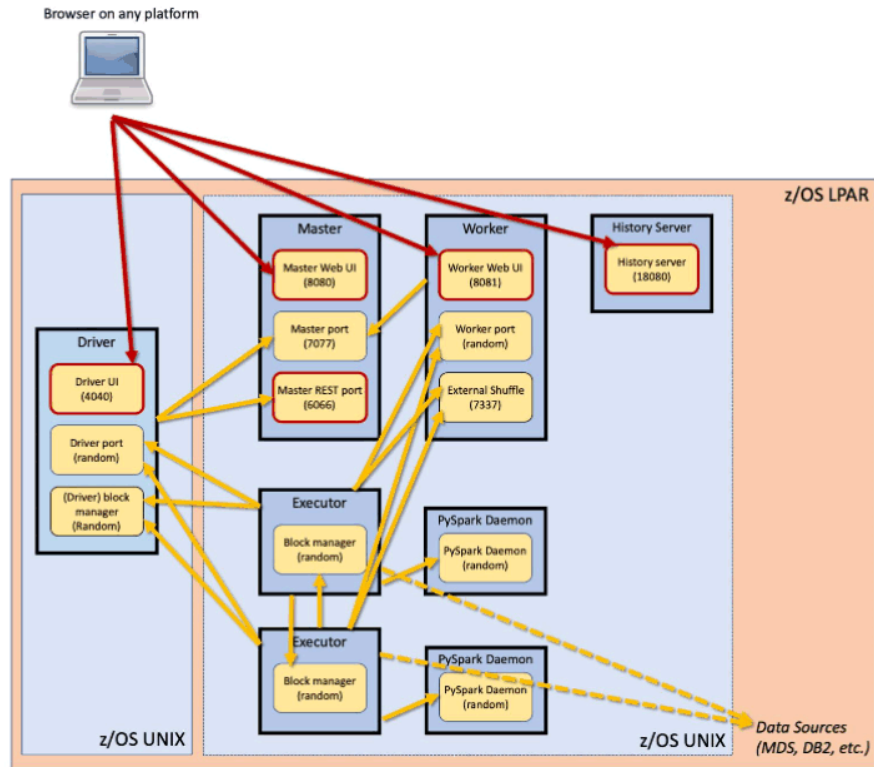 Browser on any platform
z/OS LPAR
Master
Master Web UI
(8080)
Master port
(7077)
Master REST port
(6066)
Worker
Worker Web UI
(8081)
Worker port
(random)
External Shuffle
(7337)
History Server
History server
(18080)
Driver
Driver UI
(4040)
Driver port
(random)
(Driver) block
manager
(Random)
Executor
Block manager
(random)
PySpark Daemon
PySpark Daemon
(random)
Executor
Block manager
(random)
PySpark Daemon
PySpark Daemon
(random)
z/OS UNIX
z/OS UNIX
Data Sources
(MDS, DB2, etc.)